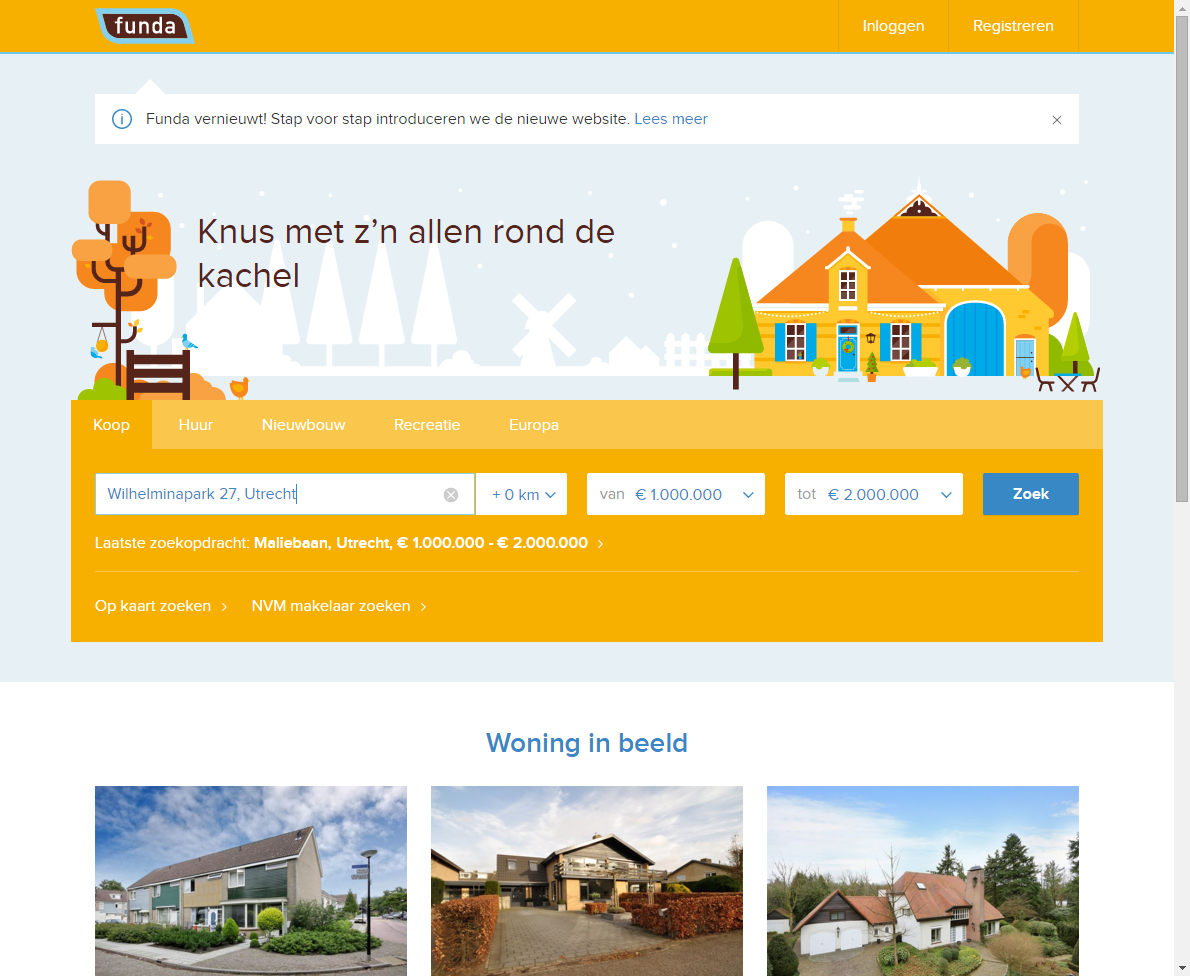 funda
Inloggen
Registreren
Funda vernieuwt! Stap voor stap introduceren we de nieuwe website. Lees meer
Knus met z’n allen rond de
kachel
Koop
Huur
Nieuwbouw
Recreatie
Europa
Wilhelminapark 27, Utrecht
+ 0 km
van € 1.000.000
tot € 2.000.000
Zoek
Laatste zoekopdracht: Maliebaan, Utrecht, € 1.000.000 - € 2.000.000
Op kaart zoeken
NVM makelaar zoeken
Woning in beeld